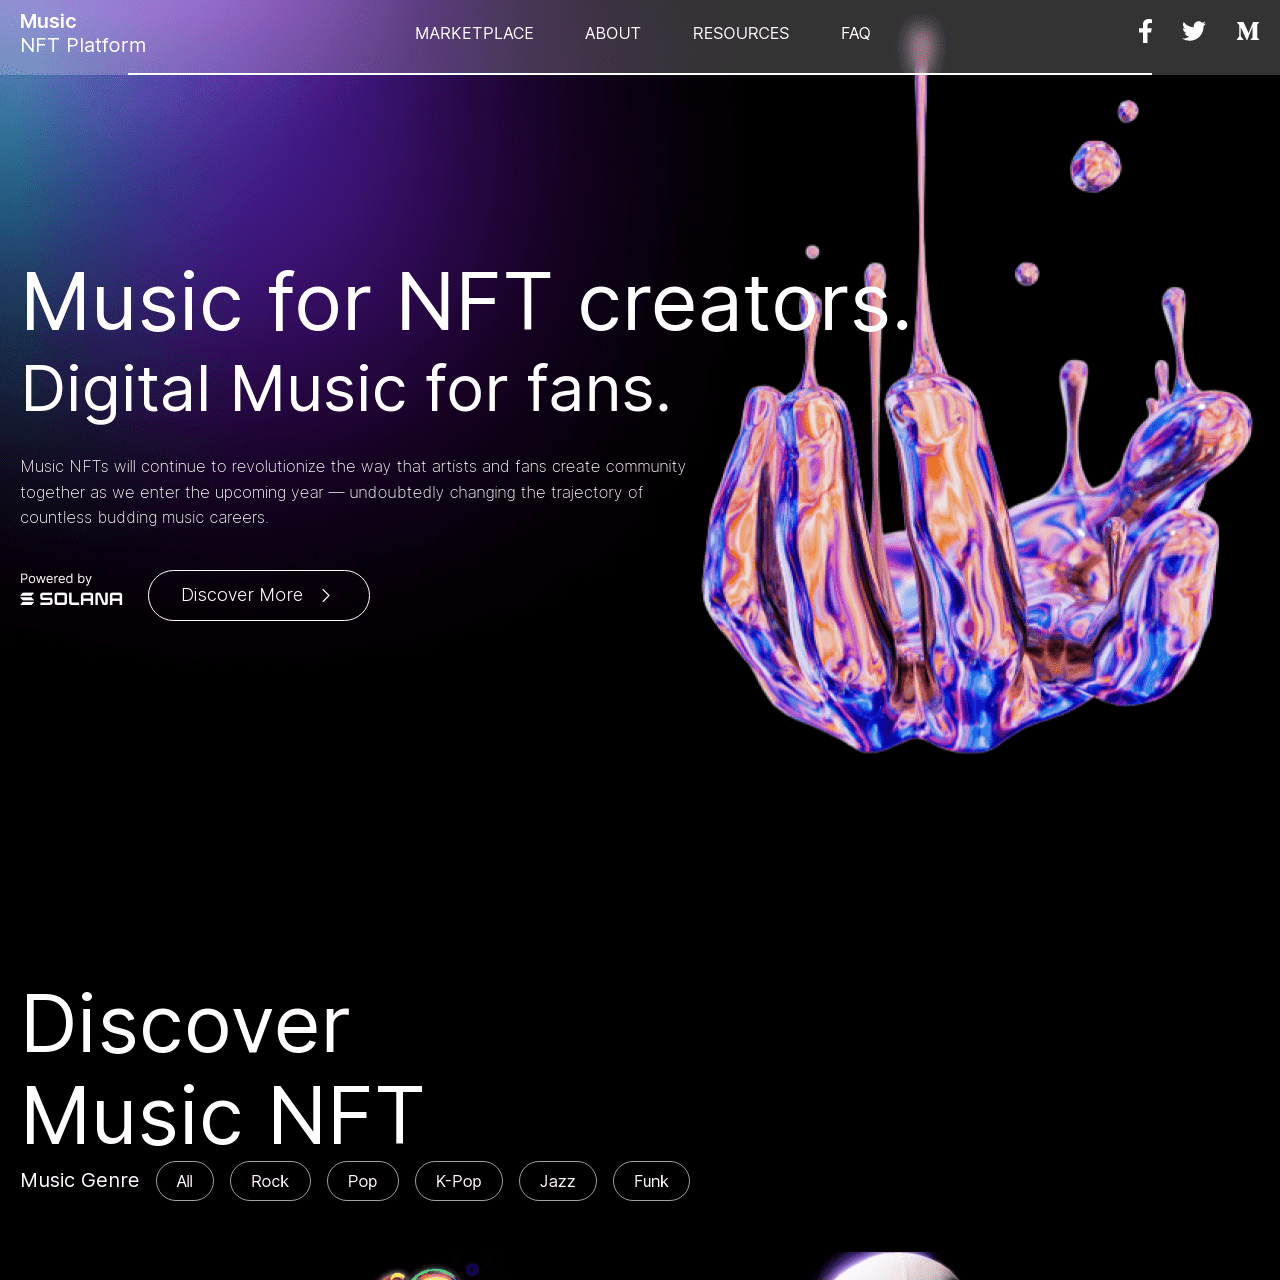 Music
NFT Platform
MARKETPLACE
ABOUT
RESOURCES
FAQ
Music for NFT creators.
Digital Music for fans.
Music NFTs will continue to revolutionize the way that artists and fans create community
together as we enter the upcoming year — undoubtedly changing the trajectory of
countless budding music careers.
Powered by
SOLANA
Discover More
Discover
Music NFT
Music Genre
All
Rock
Pop
K-Pop
Jazz
Funk